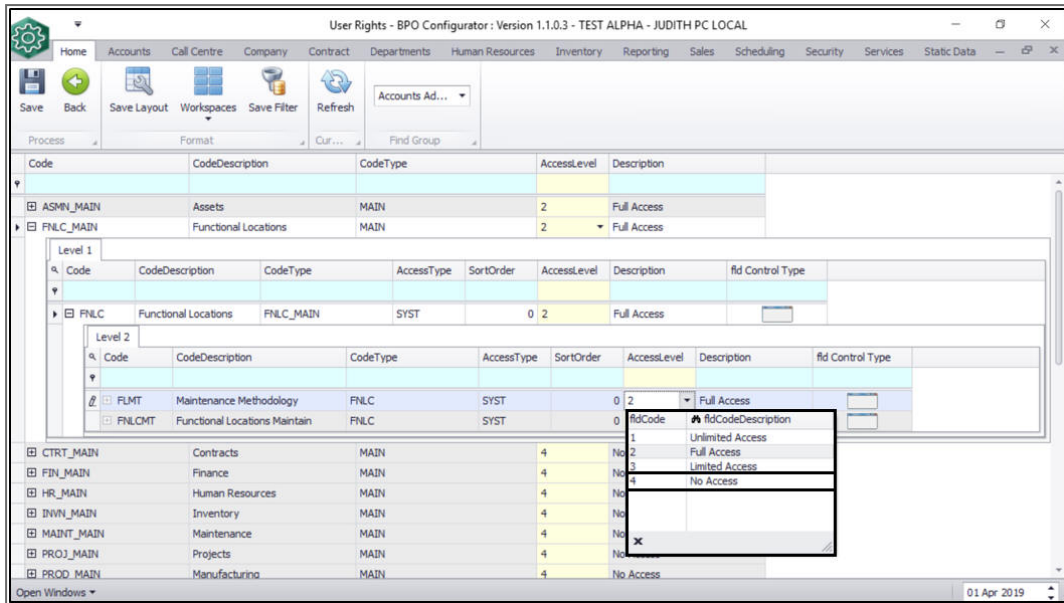 User Rights - BPO Configurator : Version 1.1.0.3 - TEST ALPHA - JUDITH PC LOCAL
Home Accounts Call Centre Company Contract Departments Human Resources Inventory Reporting Sales Scheduling Security Services Static Data
Save Back Save Layout Workspaces Save Filter Refresh Accounts Ad...
Process Format Cur... Find Group
Code CodeDescription CodeType AccessLevel Description
ASMN_MAIN Assets MAIN 2 Full Access
FNLC_MAIN Functional Locations MAIN 2 Full Access
Level 1
Code CodeDescription CodeType AccessType SortOrder AccessLevel Description fld Control Type
FNLC Functional Locations FNLC_MAIN SYST 0 2 Full Access
Level 2
Code CodeDescription CodeType AccessType SortOrder AccessLevel Description fld Control Type
FLMT Maintenance Methodology FNLC SYST 0 2 Full Access
FNLCMT Functional Locations Maintain FNLC SYST 0
fldCode fldCodeDescription
1 Unlimited Access
2 Full Access
3 Limited Access
4 No Access
CTRT_MAIN Contracts MAIN 4 No
FIN_MAIN Finance MAIN 4 No
HR_MAIN Human Resources MAIN 4 No
INVN_MAIN Inventory MAIN 4 No
MAINT_MAIN Maintenance MAIN 4 No
PROJ_MAIN Projects MAIN 4 No
PROD_MAIN Manufacturing MAIN 4 No Access
Open Windows 01 Apr 2019